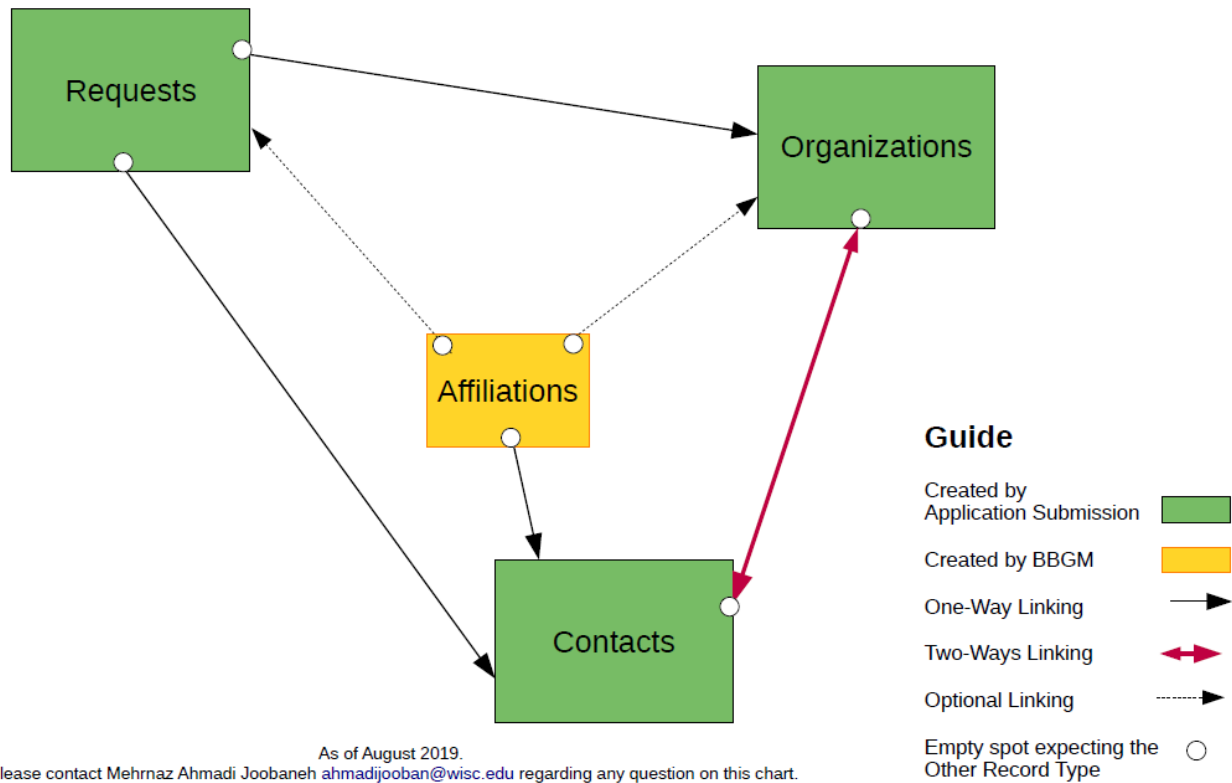 Requests
Organizations
Affiliations
Contacts
Guide
Created by
Application Submission
Created by BBGM
One-Way Linking
Two-Ways Linking
Optional Linking
Empty spot expecting the
Other Record Type
As of August 2019.
lease contact Mehrnaz Ahmadi Joobaneh ahmadijooban@wisc.edu regarding any question on this chart.